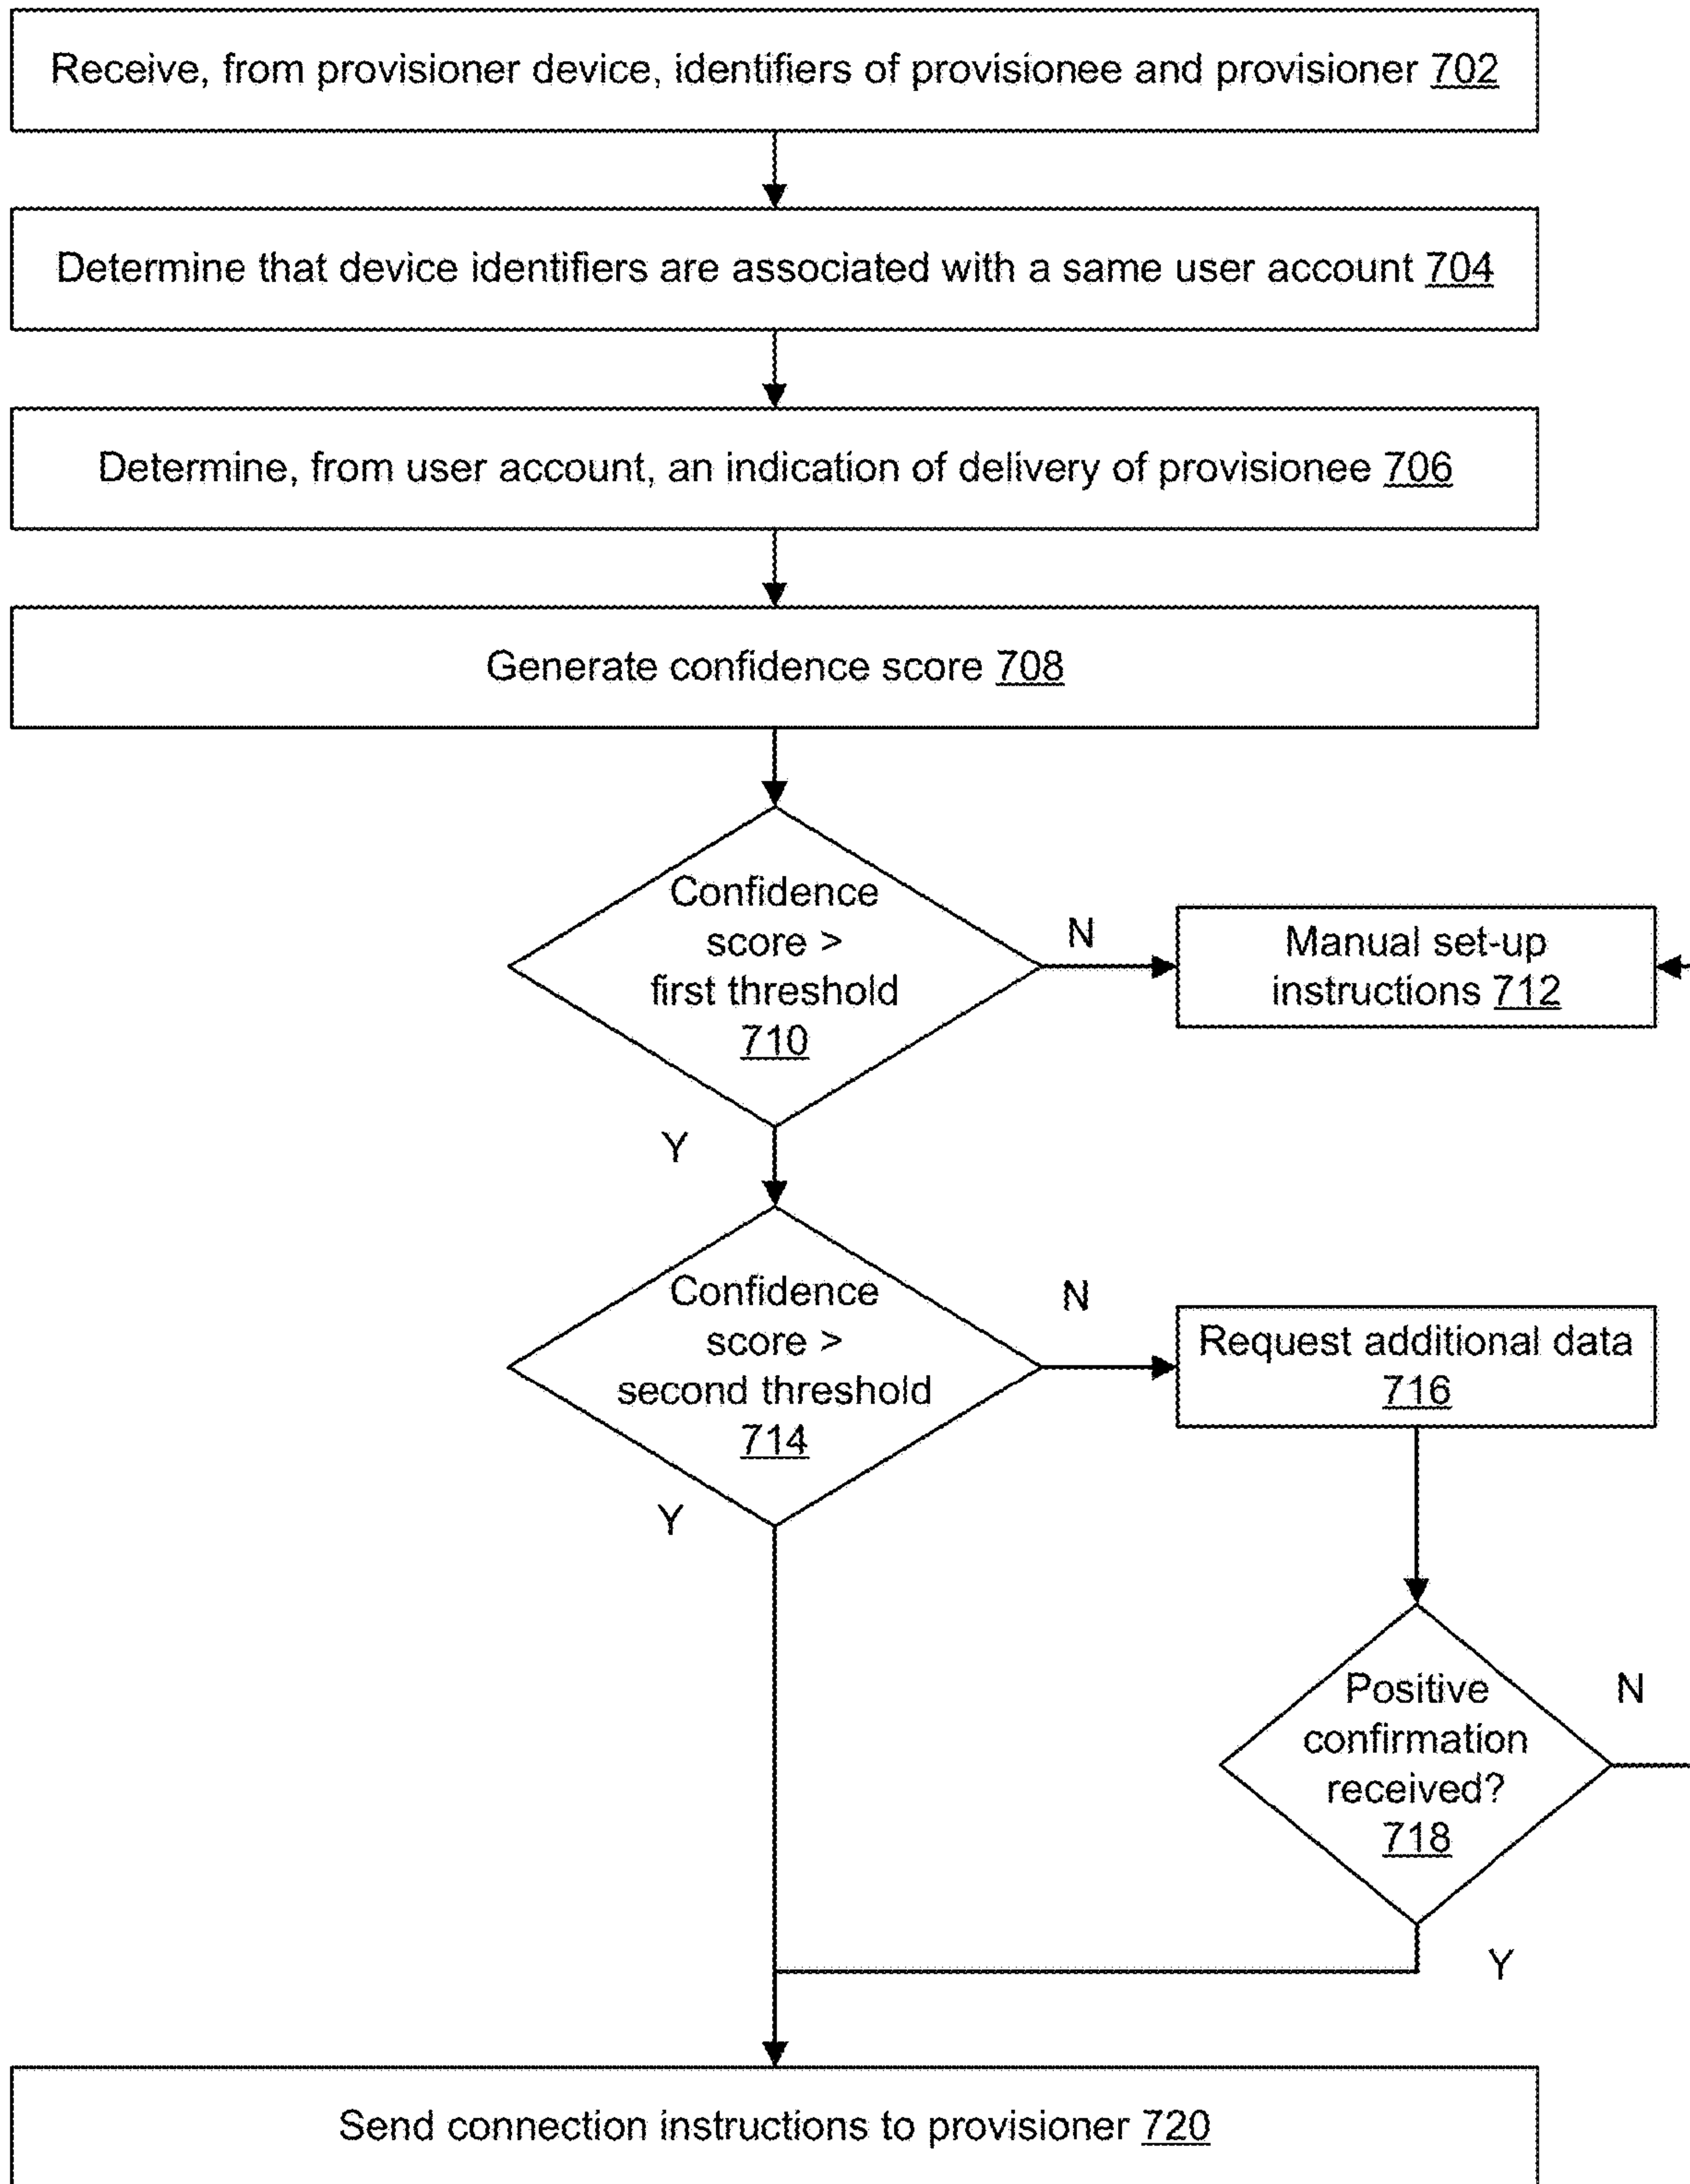 Receive, from provisioner device, identifiers of provisionee and provisioner 702
Determine that device identifiers are associated with a same user account 704
Determine, from user account, an indication of delivery of provisionee 706
Generate confidence score 708
Confidence
score >
first threshold
710
N
Manual set-up
instructions 712
Y
Confidence
score >
second threshold
714
N
Request additional data
716
Y
Positive
confirmation
received?
718
N
Y
Send connection instructions to provisioner 720